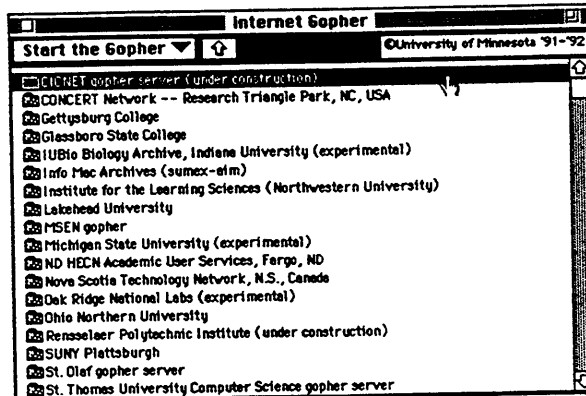 Internet Gopher
Start the Gopher
©University of Minnesota '91-'92
CICNET gopher server (under construction)
CONCERT Network -- Research Triangle Park, NC, USA
Gettysburg College
Glassboro State College
IUBio Biology Archive, Indiana University (experimental)
Info Mac Archives (sumex-aim)
Institute for the Learning Sciences (Northwestern University)
Lakehead University
MSEN gopher
Michigan State University (experimental)
ND HECN Academic User Services, Fargo, ND
Nova Scotia Technology Network, N.S., Canada
Oak Ridge National Labs (experimental)
Ohio Northern University
Rensselaer Polytechnic Institute (under construction)
SUNY Plattsburgh
St. Olaf gopher server
St. Thomas University Computer Science gopher server